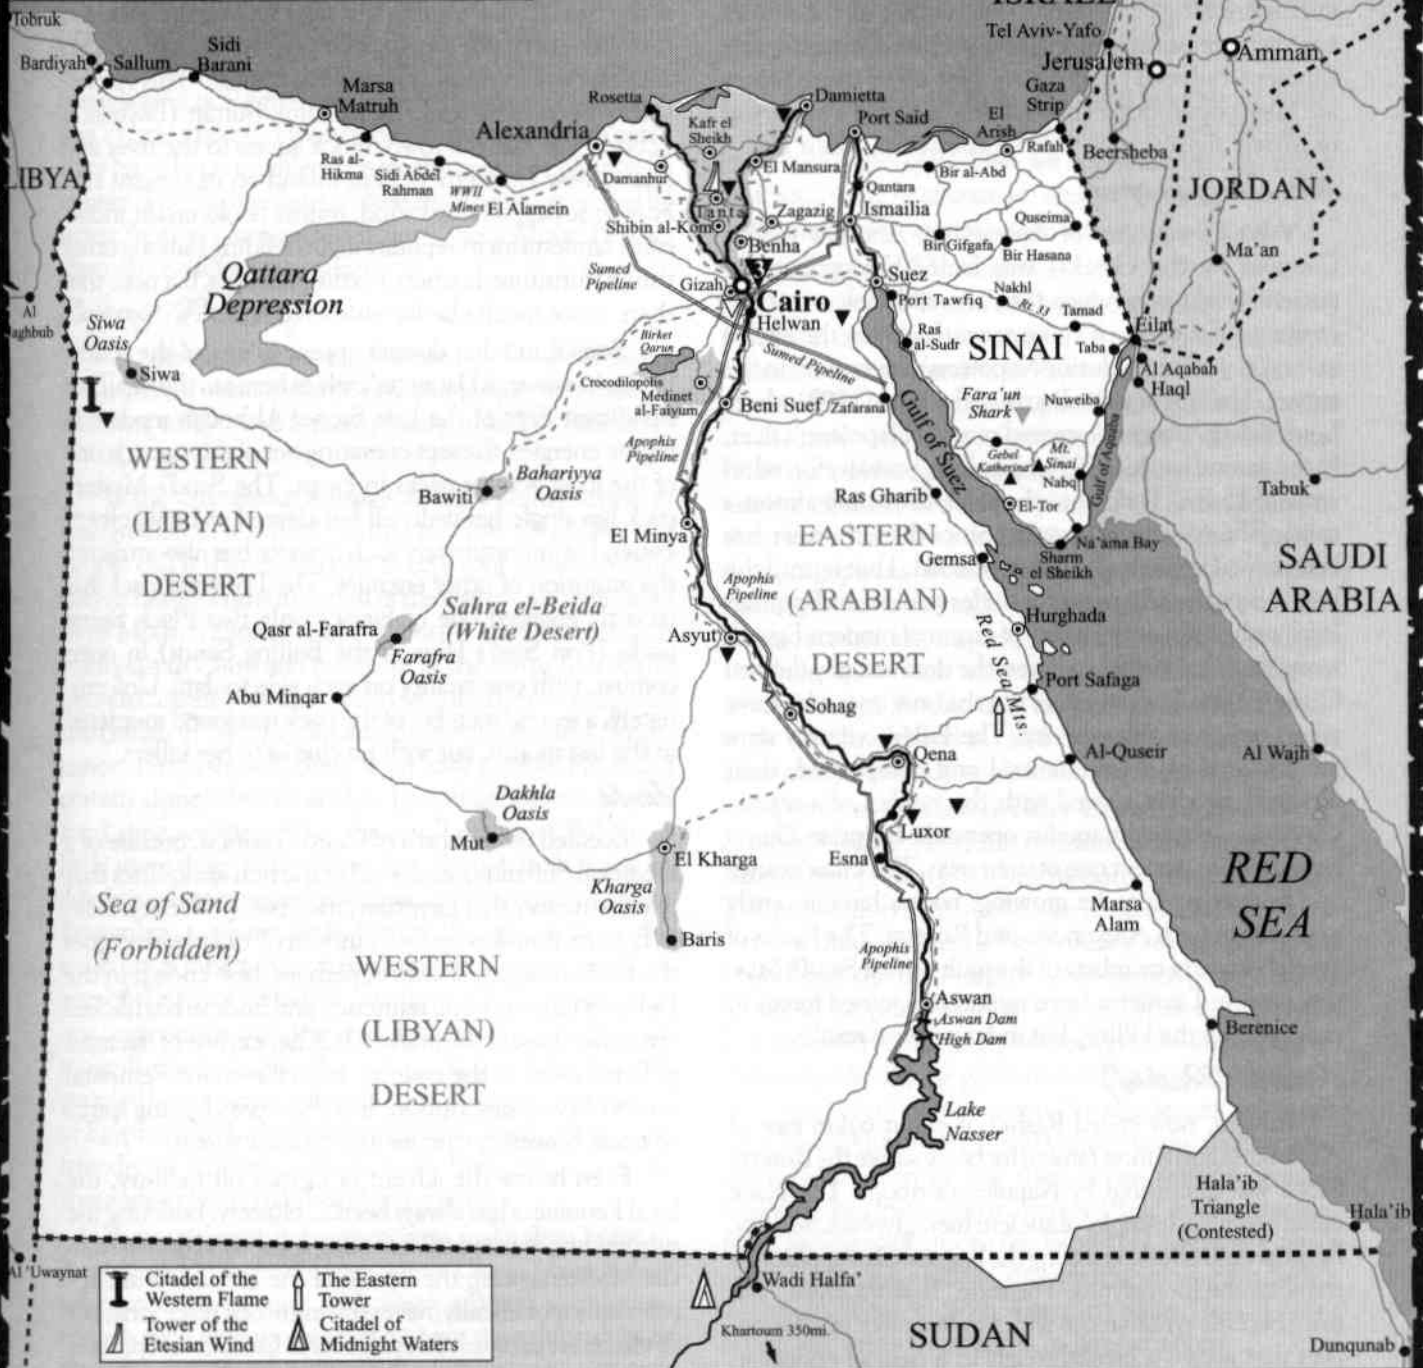 ISRAEL
Tobruk
Tel Aviv-Yafo
Bardiyah
Sallum
Sidi
Barani
Jerusalem
Amman
Marsa
Matruh
Rosetta
Damietta
Gaza
Strip
Alexandria
Kafr el
Sheikh
Port Said
El
Arish
Rafah
Beersheba
LIBYA
Ras al-
Hikma
Sidi Abdel
Rahman
WWII
Mines
El Alamein
Damanhur
El Mansura
Bir al-Abd
Qantara
JORDAN
Tanta
Zagazig
Ismailia
Quseima
Shibin al-Kom
Benha
Bir Gifgafa
Bir Hasana
Ma'an
Qattara
Depression
Sumed
Pipeline
3
Gizah
Cairo
Suez
Port Tawfiq
Nakhl
Rt. 33
Tamad
Al
aghbub
Siwa
Oasis
Helwan
Eilat
Birket
Qarun
Ras
al-Sudr
SINAI
Taba
Siwa
Sumed Pipeline
Al Aqabah
Haql
Crocodilopolis
Medinet
al-Faiyum
Beni Suef
Zafarana
Fara'un
Shark
Nuweiba
Gulf of Suez
Gulf of Aqaba
WESTERN
(LIBYAN)
DESERT
Apophis
Pipeline
Gebel
Katherina
Mt.
Sinai
Nabq
Bahariyya
Oasis
Bawiti
Ras Gharib
El-Tor
Tabuk
El Minya
EASTERN
(ARABIAN)
DESERT
Na'ama Bay
Gemsa
Sharm
el Sheikh
SAUDI
ARABIA
Apophis
Pipeline
Sahra el-Beida
(White Desert)
Hurghada
Qasr al-Farafra
Asyut
Farafra
Oasis
Red Sea Mts.
Abu Minqar
Port Safaga
Sohag
Al-Quseir
Al Wajh
Qena
Dakhla
Oasis
Mut
Luxor
El Kharga
Esna
RED
SEA
Kharga
Oasis
Marsa
Alam
Sea of Sand
(Forbidden)
Baris
Apophis
Pipeline
WESTERN
(LIBYAN)
DESERT
Aswan
Aswan Dam
High Dam
Berenice
Lake
Nasser
Hala'ib
Triangle
(Contested)
Hala'ib
Al 'Uwaynat
Citadel of the
Western Flame
The Eastern
Tower
Tower of the
Etesian Wind
Citadel of
Midnight Waters
Wadi Halfa'
Khartoum 350mi.
SUDAN
Dunqunab